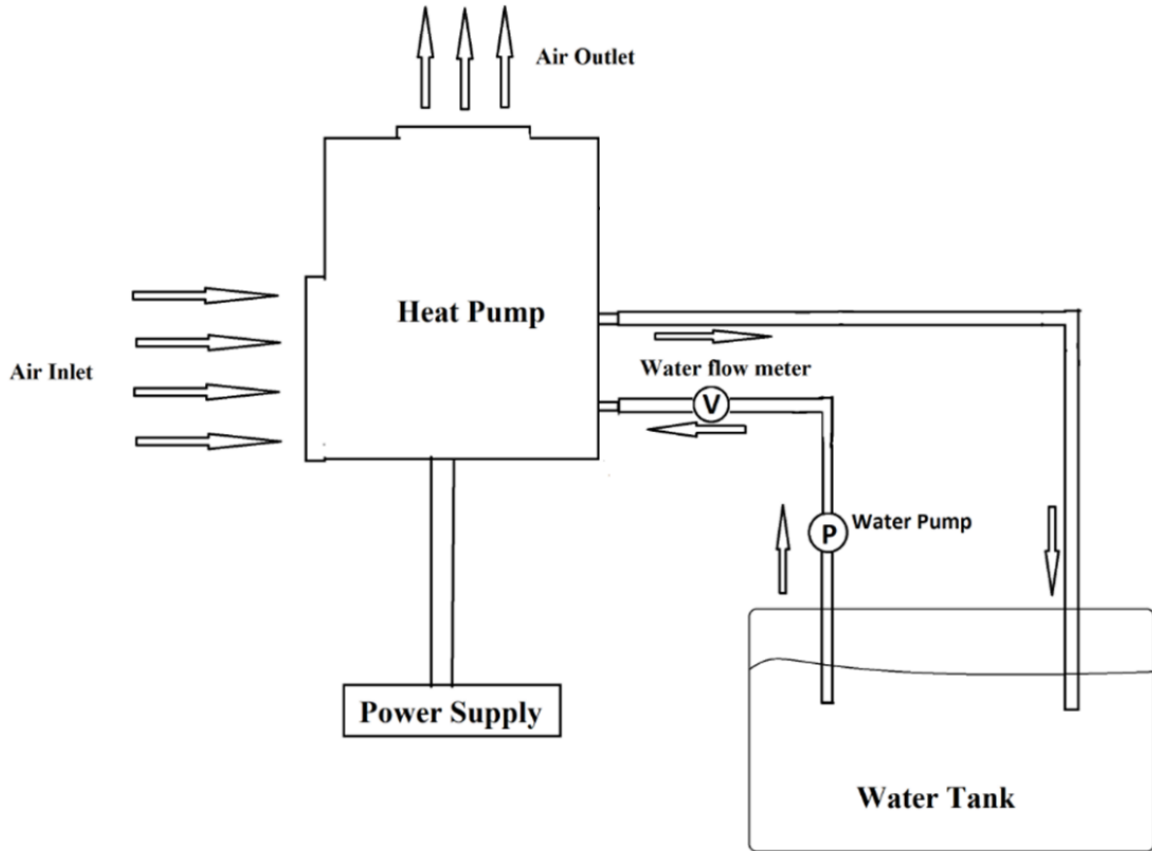 Air Outlet
Heat Pump
Air Inlet
Water flow meter
V
P
Water Pump
Power Supply
Water Tank